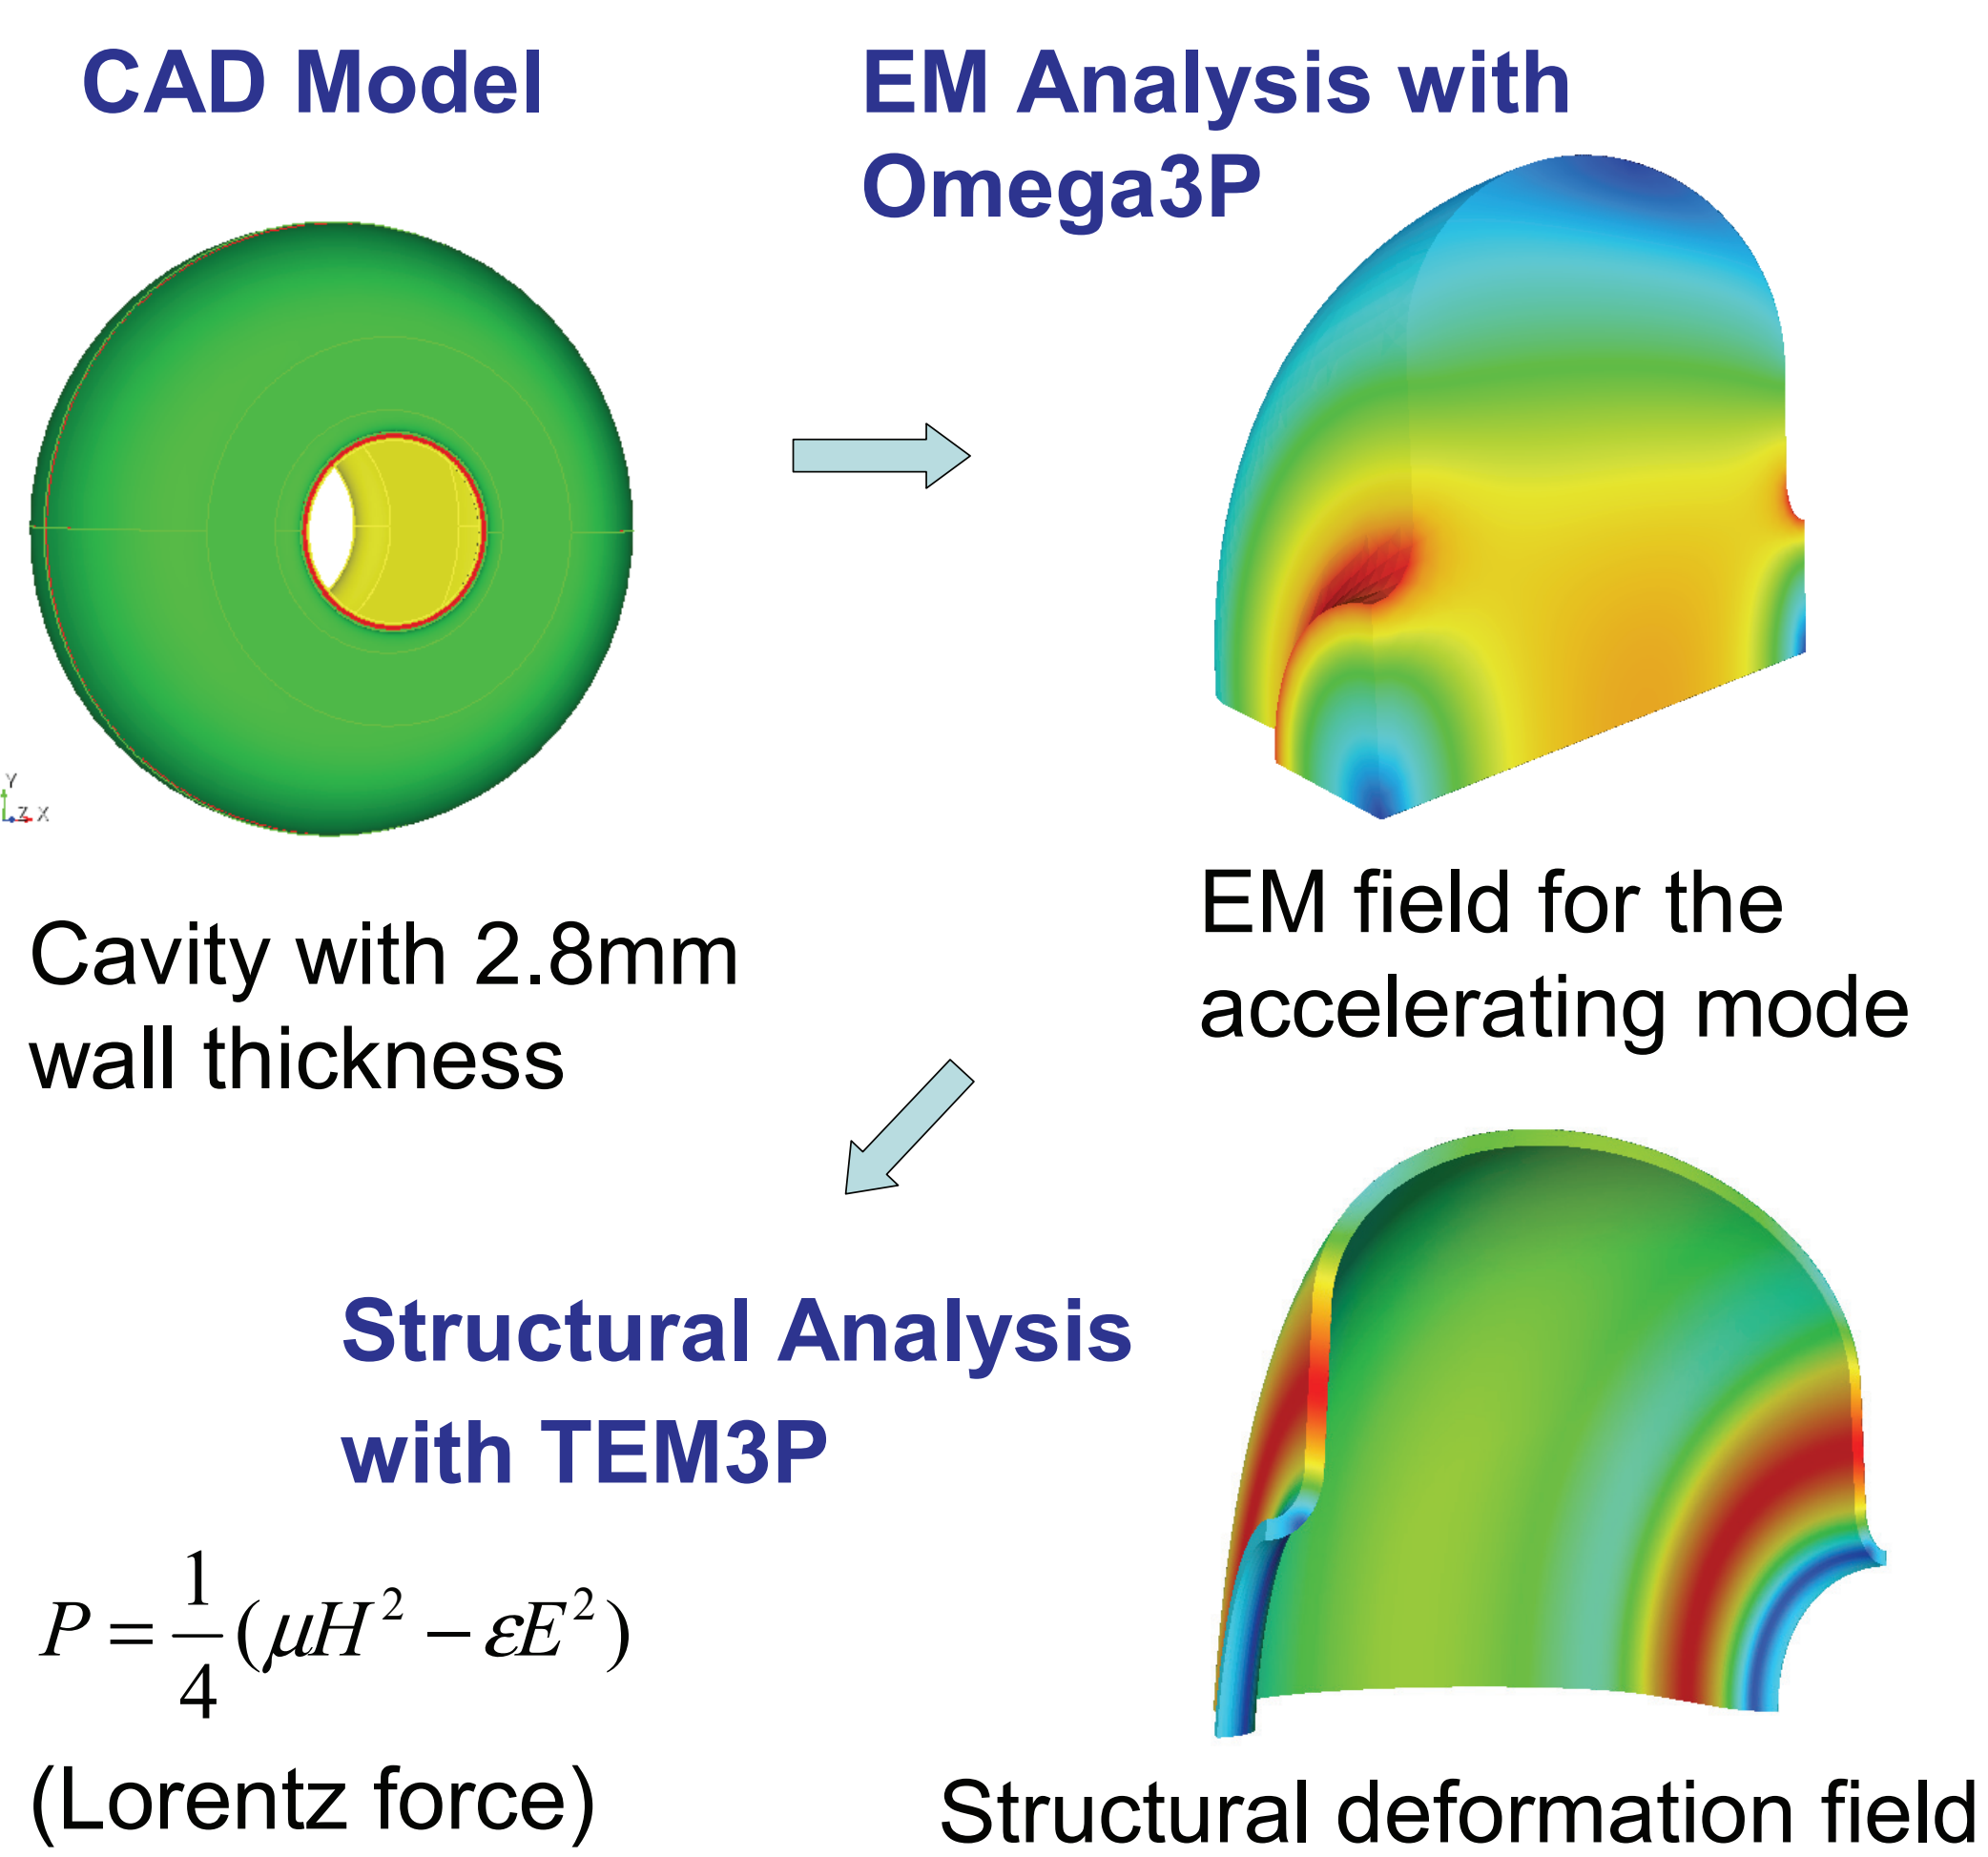 CAD Model
EM Analysis with
Omega3P
Y
Z X
Cavity with 2.8mm
wall thickness
EM field for the
accelerating mode
Structural Analysis
with TEM3P
P = 1/4 (μH² − εE²)
(Lorentz force)
Structural deformation field